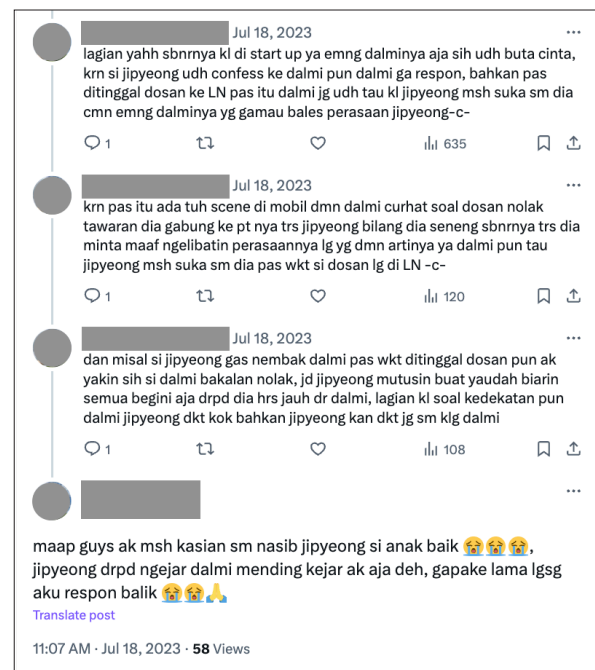 Jul 18, 2023
lagian yahh sbnrnya kl di start up ya emng dalminya aja sih udh buta cinta,
krn si jipyeong udh confess ke dalmi pun dalmi ga respon, bahkan pas
ditinggal dosan ke LN pas itu dalmi jg udh tau kl jipyeong msh suka sm dia
cmn emng dalminya yg gamau bales perasaan jipyeong-c-
1 635
Jul 18, 2023
krn pas itu ada tuh scene di mobil dmn dalmi curhat soal dosan nolak
tawaran dia gabung ke pt nya trs jipyeong bilang dia seneng sbnrnya trs dia
minta maaf ngelibatin perasaannya lg yg dmn artinya ya dalmi pun tau
jipyeong msh suka sm dia pas wkt si dosan lg di LN -c-
1 120
Jul 18, 2023
dan misal si jipyeong gas nembak dalmi pas wkt ditinggal dosan pun ak
yakin sih si dalmi bakalan nolak, jd jipyeong mutusin buat yaudah biarin
semua begini aja drpd dia hrs jauh dr dalmi, lagian kl soal kedekatan pun
dalmi jipyeong dkt kok bahkan jipyeong kan dkt jg sm klg dalmi
1 108
maap guys ak msh kasian sm nasib jipyeong si anak baik 😭😭😭,
jipyeong drpd ngejar dalmi mending kejar ak aja deh, gapake lama lgsg
aku respon balik 😭😭🙏
Translate post
11:07 AM · Jul 18, 2023 · 58 Views